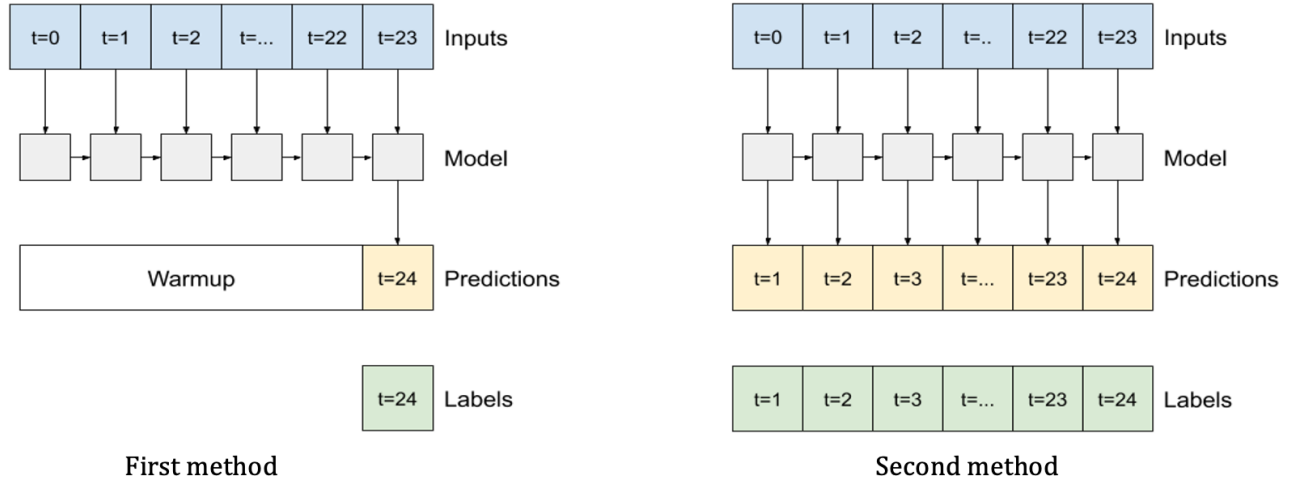 t=0 t=1 t=2 t=... t=22 t=23 Inputs
Model
Warmup t=24 Predictions
t=24 Labels
First method
t=0 t=1 t=2 t=.. t=22 t=23 Inputs
Model
t=1 t=2 t=3 t=... t=23 t=24 Predictions
t=1 t=2 t=3 t=... t=23 t=24 Labels
Second method